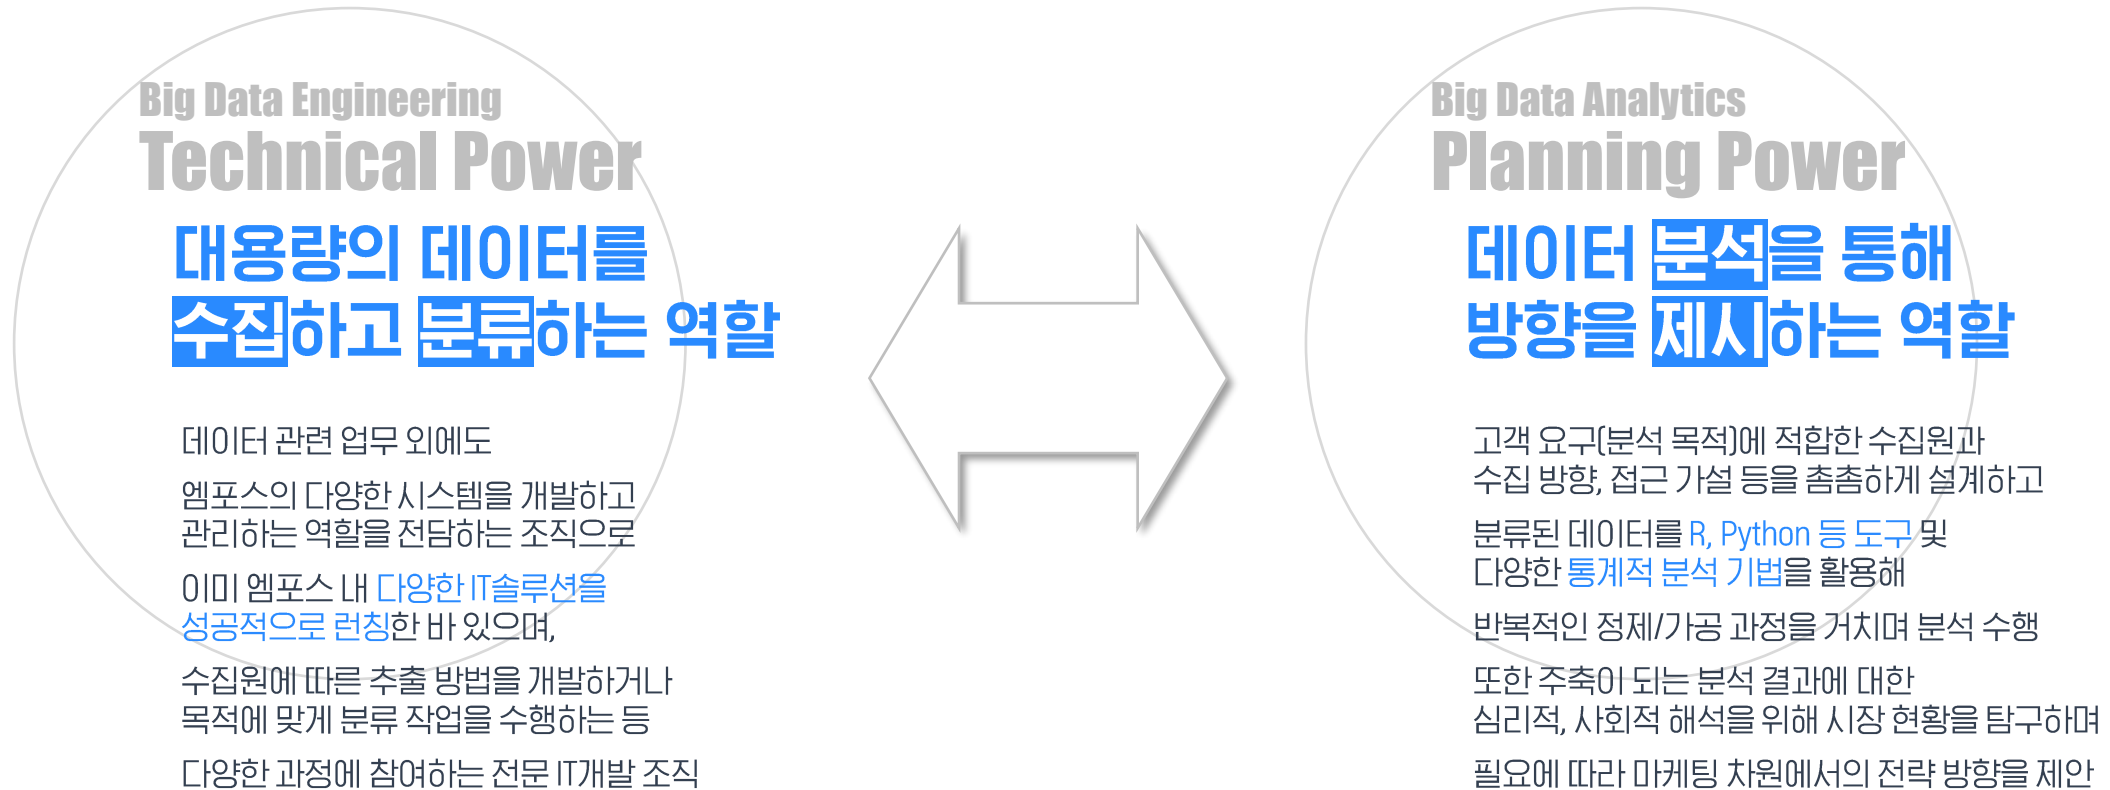 Big Data Engineering
Technical Power
대용량의 데이터를
수집하고 분류하는 역할
데이터 관련 업무 외에도
엠포스의 다양한 시스템을 개발하고
관리하는 역할을 전담하는 조직으로
이미 엠포스 내 다양한 IT솔루션을
성공적으로 런칭한 바 있으며,
수집원에 따른 추출 방법을 개발하거나
목적에 맞게 분류 작업을 수행하는 등
다양한 과정에 참여하는 전문 IT개발 조직
Big Data Analytics
Planning Power
데이터 분석을 통해
방향을 제시하는 역할
고객 요구(분석 목적)에 적합한 수집원과
수집 방향, 접근 가설 등을 촘촘하게 설계하고
분류된 데이터를 R, Python 등 도구 및
다양한 통계적 분석 기법을 활용해
반복적인 정제/가공 과정을 거치며 분석 수행
또한 주축이 되는 분석 결과에 대한
심리적, 사회적 해석을 위해 시장 현황을 탐구하며
필요에 따라 마케팅 차원에서의 전략 방향을 제안